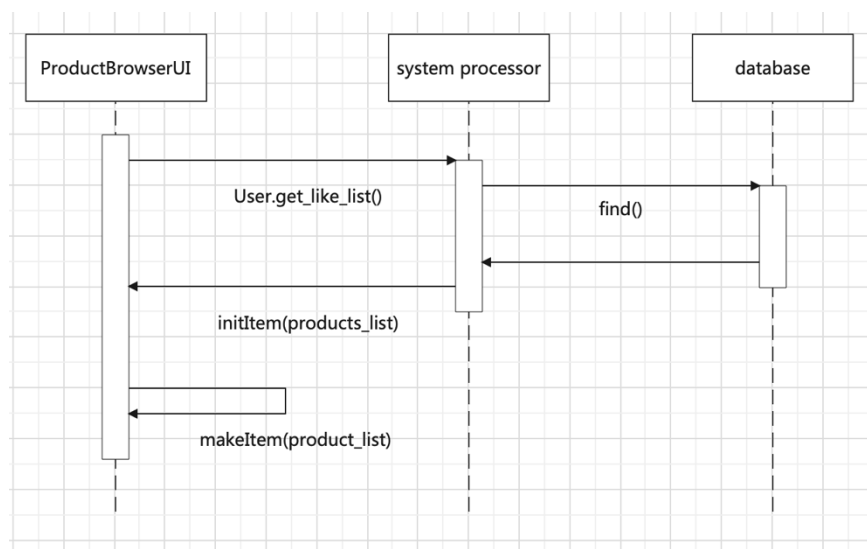 ProductBrowserUI
system processor
database
User.get_like_list()
find()
initItem(products_list)
makeItem(product_list)